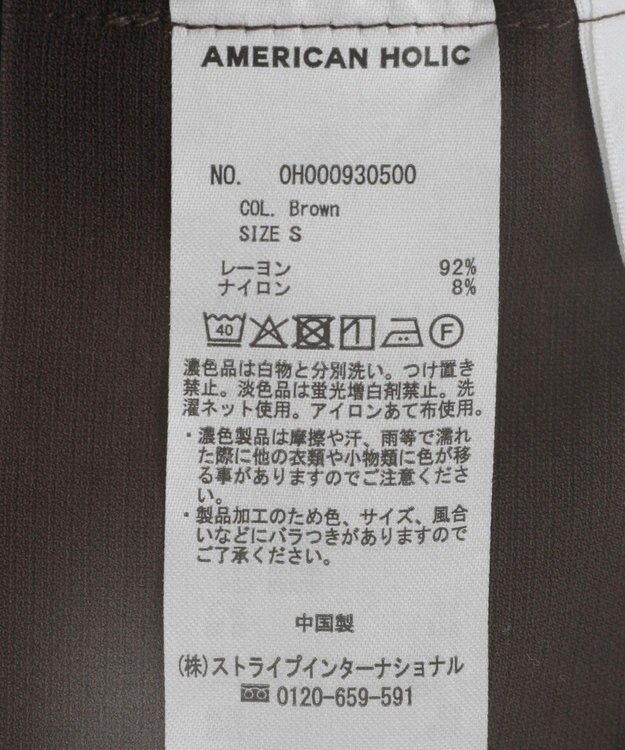 AMERICAN HOLIC
NO. 0H000930500
COL. Brown
SIZE S
レーヨン 92%
ナイロン 8%
40 F
濃色品は白物と分別洗い。つけ置き
禁止。淡色品は蛍光増白剤禁止。洗
濯ネット使用。アイロンあて布使用。
・濃色製品は摩擦や汗、雨等で濡れ
た際に他の衣類や小物類に色が移
る事がありますのでご注意くださ
い。
・製品加工のため色、サイズ、風合
いなどにバラつきがありますので
ご了承ください。
中国製
(株)ストライプインターナショナル
0120-659-591